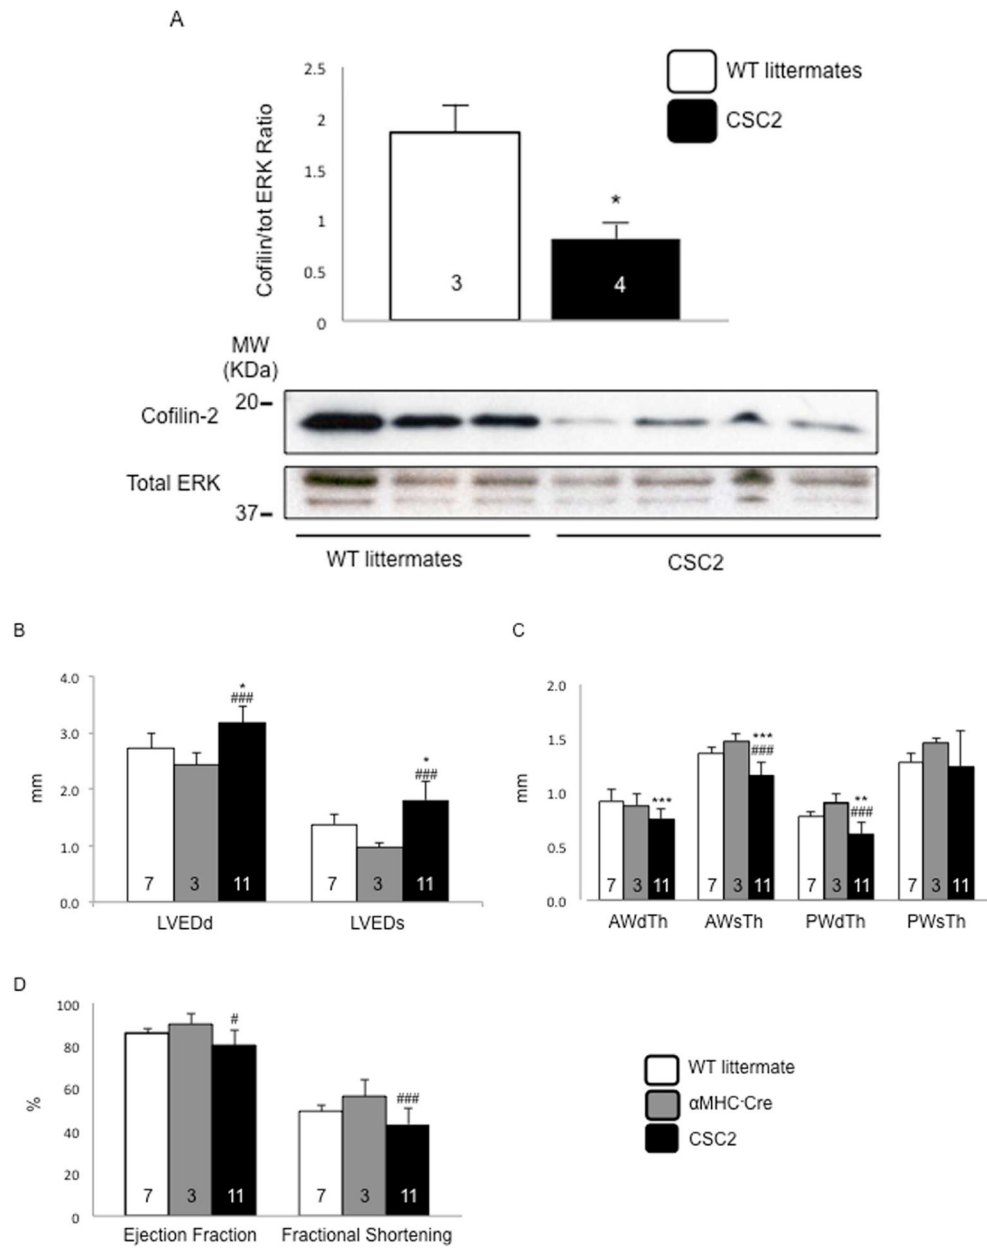 A
WT littermates
CSC2
Cofilin/tot ERK Ratio
2.5
2
1.5
1
0.5
0
*
3
4
MW
(KDa)
Cofilin-2
20
Total ERK
37
WT littermates
CSC2
B
mm
4.0
3.0
2.0
1.0
0.0
*
###
*
###
7 3 11
7 3 11
LVEDd
LVEDs
C
mm
2.0
1.5
1.0
0.5
0.0
***
***
###
**
###
7 3 11
7 3 11
7 3 11
7 3 11
AWdTh
AWsTh
PWdTh
PWsTh
D
%
100
80
60
40
20
0
#
###
7 3 11
7 3 11
Ejection Fraction
Fractional Shortening
WT littermate
αMHC-Cre
CSC2